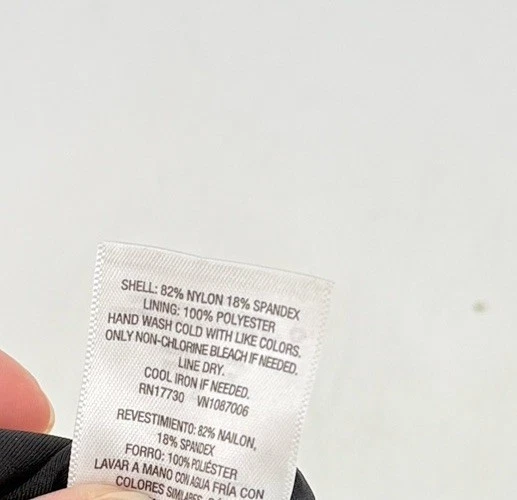 SHELL: 82% NYLON 18% SPANDEX
LINING: 100% POLYESTER
HAND WASH COLD WITH LIKE COLORS.
ONLY NON-CHLORINE BLEACH IF NEEDED.
LINE DRY.
COOL IRON IF NEEDED.
RN17730 VN1087006
REVESTIMIENTO: 82% NAILON,
18% SPANDEX
FORRO: 100% POLIÉSTER
LAVAR A MANO CON AGUA FRÍA CON
COLORES SIMILARES.